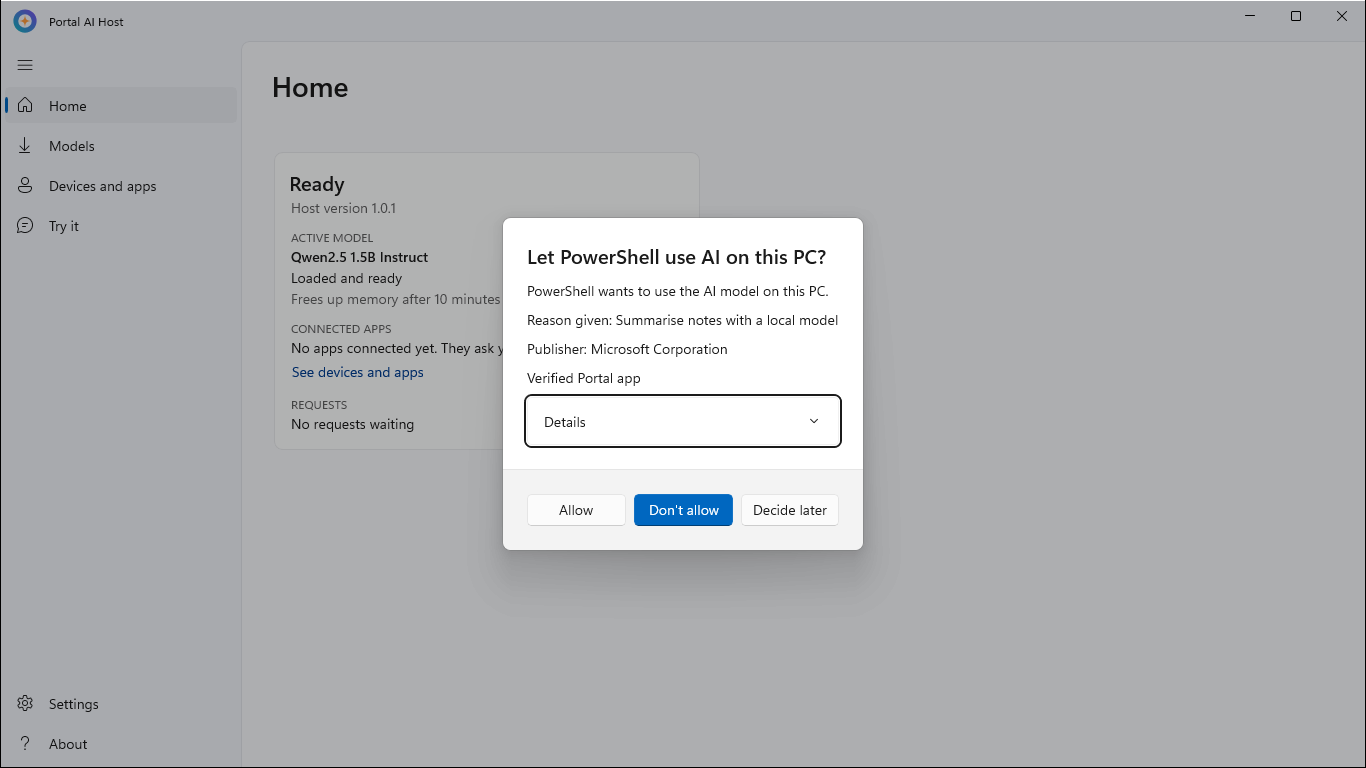 Portal AI Host
Home
Models
Devices and apps
Try it
Settings
About
Home
Ready
Host version 1.0.1
ACTIVE MODEL
Qwen2.5 1.5B Instruct
Loaded and ready
Frees up memory after 10 minutes
CONNECTED APPS
No apps connected yet. They ask
See devices and apps
REQUESTS
No requests waiting
Let PowerShell use AI on this PC?
PowerShell wants to use the AI model on this PC.
Reason given: Summarise notes with a local model
Publisher: Microsoft Corporation
Verified Portal app
Details
Allow
Don't allow
Decide later